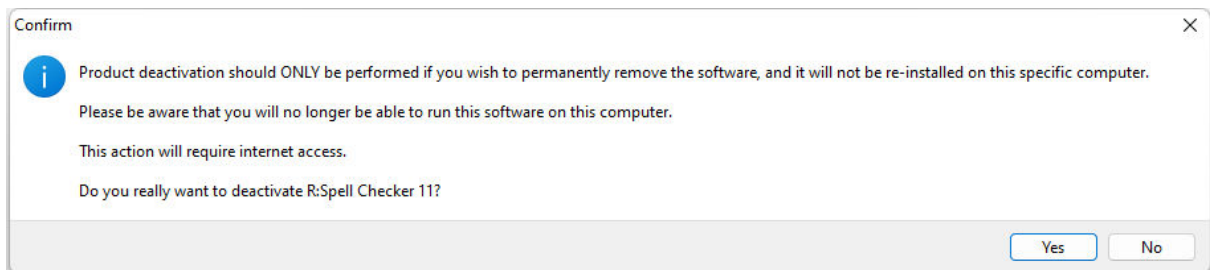 Confirm
Product deactivation should ONLY be performed if you wish to permanently remove the software, and it will not be re-installed on this specific computer.
Please be aware that you will no longer be able to run this software on this computer.
This action will require internet access.
Do you really want to deactivate R:Spell Checker 11?
Yes No